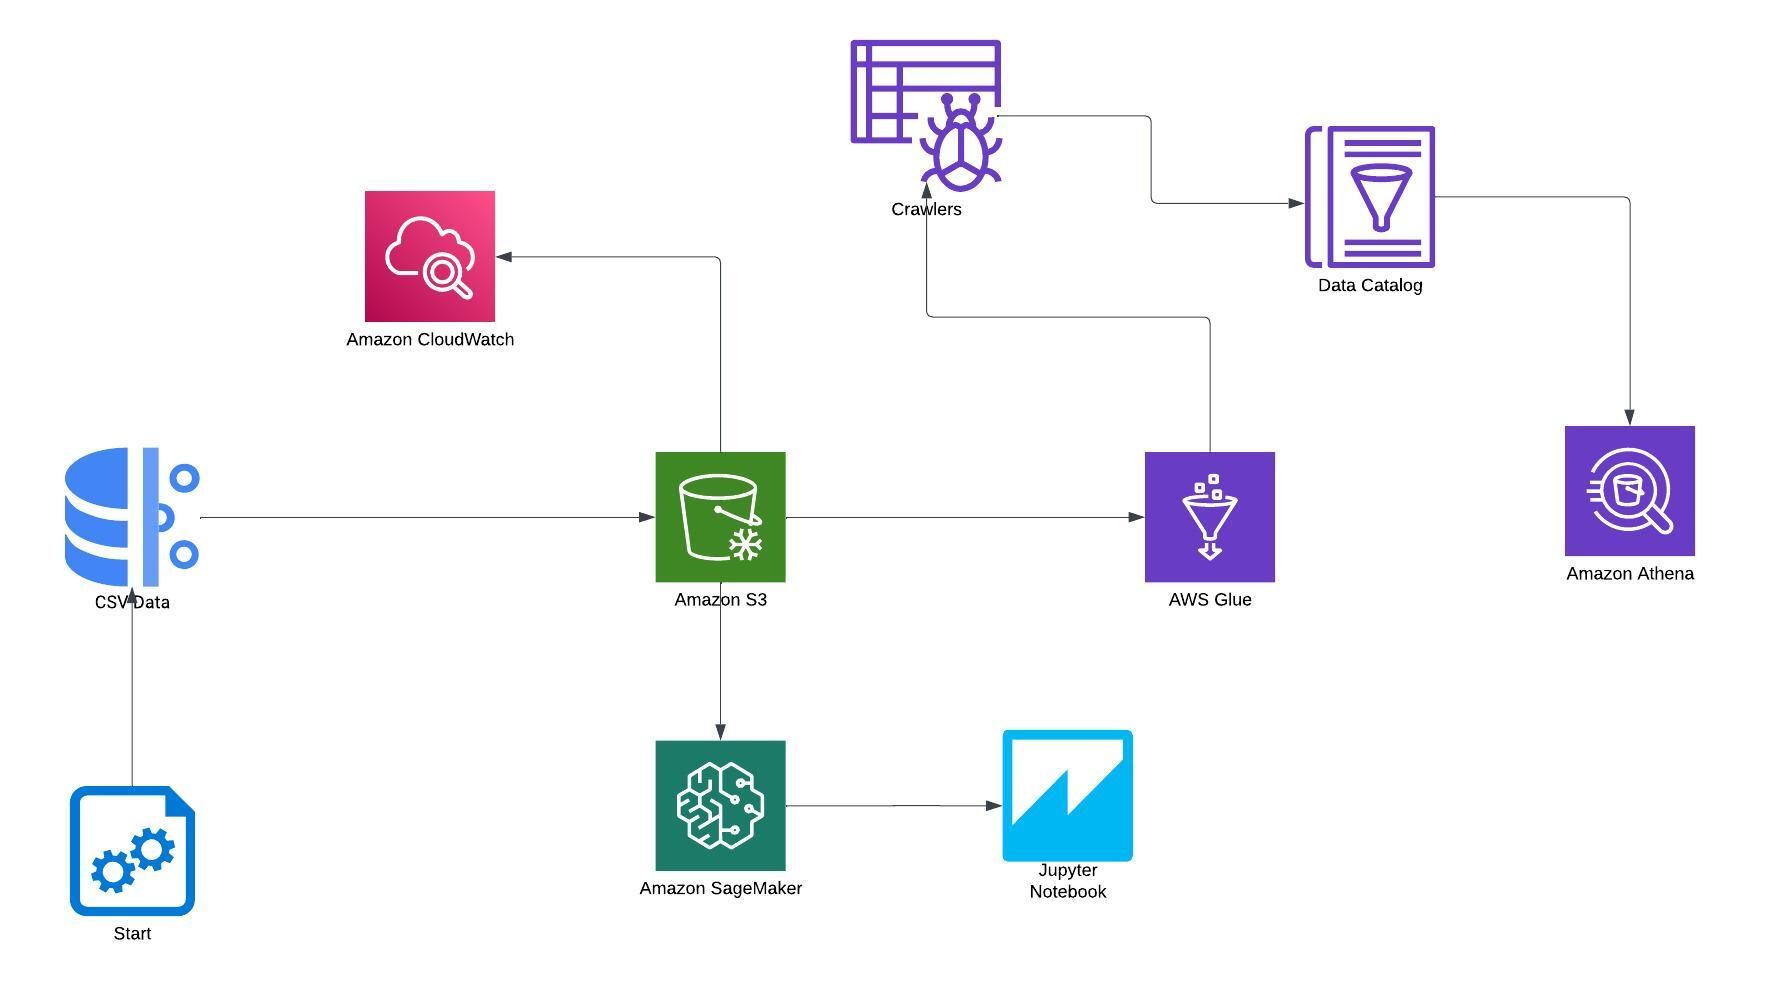 Crawlers
Data Catalog
Amazon CloudWatch
CSV Data
Amazon S3
AWS Glue
Amazon Athena
Amazon SageMaker
Jupyter
Notebook
Start